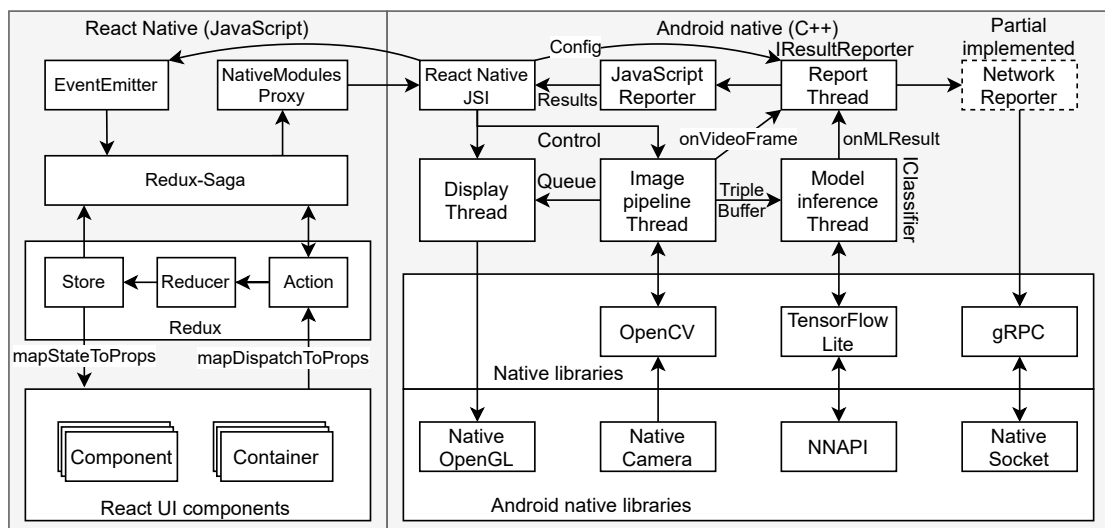 React Native (JavaScript)
Android native (C++)
Partial
implemented
Config
IResultReporter
EventEmitter
NativeModules
Proxy
React Native
JSI
Results
JavaScript
Reporter
Report
Thread
Network
Reporter
Control
onVideoFrame
onMLResult
Redux-Saga
Display
Thread
Queue
Image
pipeline
Thread
Triple
Buffer
Model
inference
Thread
IClassifier
Store
Reducer
Action
Redux
mapStateToProps
mapDispatchToProps
OpenCV
TensorFlow
Lite
gRPC
Native libraries
Component
Container
React UI components
Native
OpenGL
Native
Camera
NNAPI
Native
Socket
Android native libraries